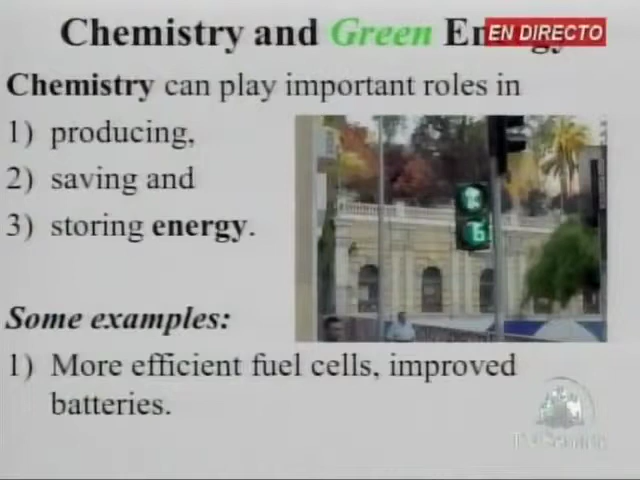 Chemistry and Green Energy
EN DIRECTO
Chemistry can play important roles in
1) producing,
2) saving and
3) storing energy.
Some examples:
1) More efficient fuel cells, improved
batteries.